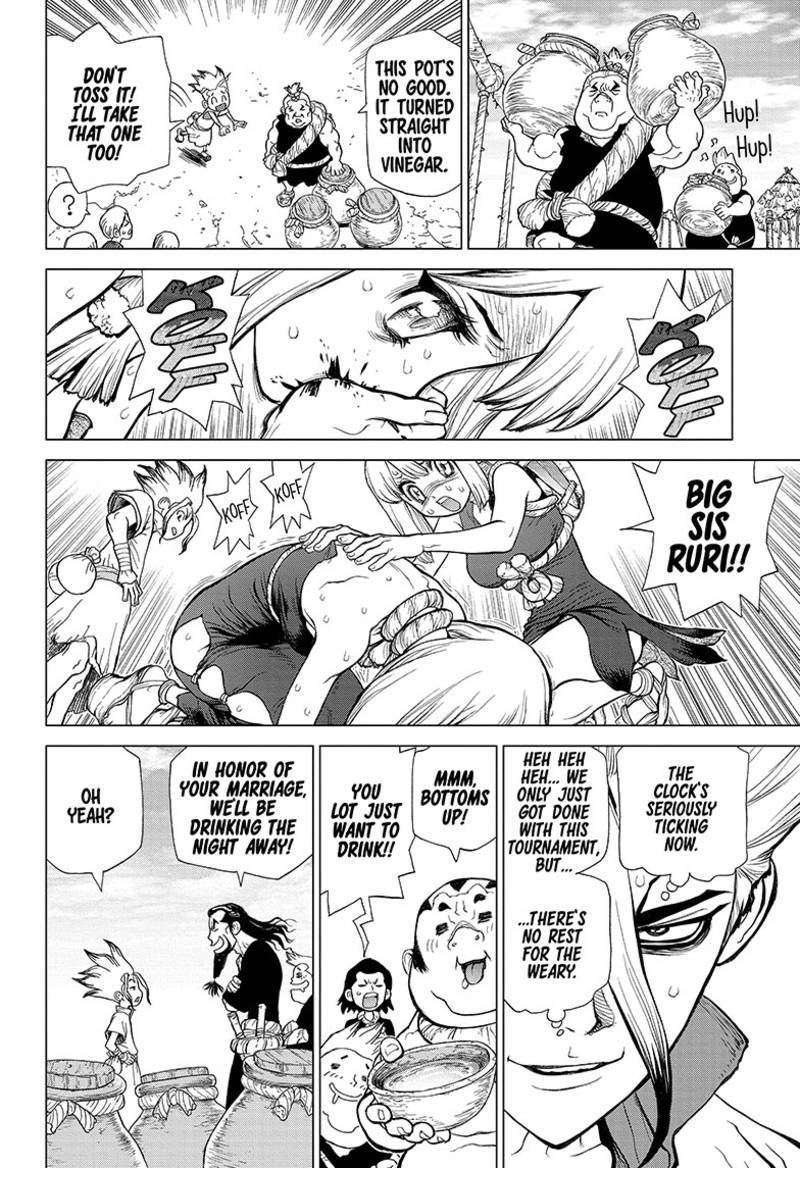 Hup!
Hup!
THIS POT'S
NO GOOD.
IT TURNED
STRAIGHT
INTO
VINEGAR.
DON'T
TOSS IT!
I'LL TAKE
THAT ONE
TOO!
?
KOFF
KOFF
BIG
SIS
RURI!!
KOFF
KOFF
THE
CLOCK'S
SERIOUSLY
TICKING
NOW.
HEH HEH
HEH... WE
ONLY JUST
GOT DONE
WITH THIS
TOURNAMENT,
BUT...
...THERE'S
NO REST
FOR THE
WEARY.
MMM,
BOTTOMS
UP!
YOU
LOT JUST
WANT TO
DRINK!!
IN HONOR OF
YOUR MARRIAGE,
WE'LL BE
DRINKING THE
NIGHT AWAY!
OH
YEAH?